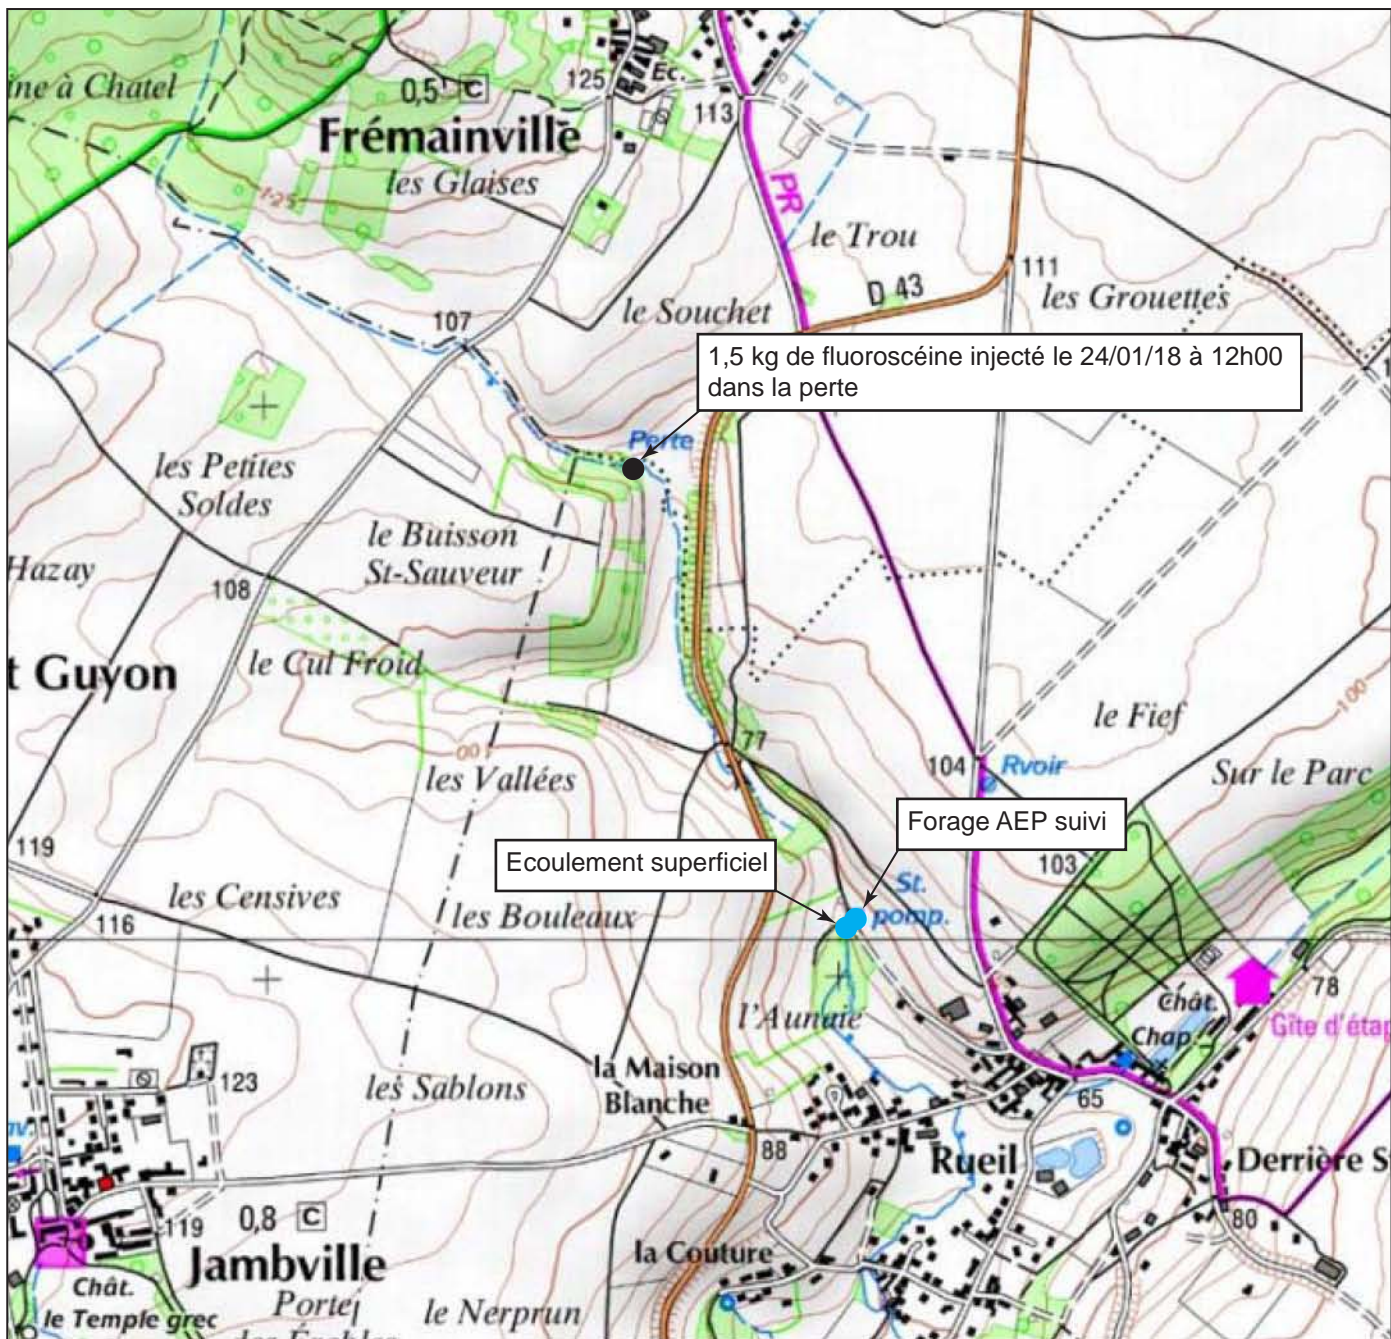 ine à Chatel
0,5 C
125
Ec.
113
Frémainville
les Glaises
125
PR
le Trou
D 43
111
les Grouettes
le Souchet
107
1,5 kg de fluoroscéine injecté le 24/01/18 à 12h00
dans la perte
Perte
les Petites
Soldes
le Buisson
St-Sauveur
Hazay
108
le Cul Froid
t Guyon
le Fief
100
77
00
les Vallées
104
Rvoir
Sur le Parc
Forage AEP suivi
Ecoulement superficiel
119
103
les Censives
116
les Bouleaux
St.
pomp.
78
l'Aunaie
Chât.
Chap.
Gîte d'étap
123
les Sablons
la Maison
Blanche
65
88
Rueil
Derrière S
80
119
0,8 C
Jambville
la Couture
Chât.
le Temple grec
Porte
le Nerprun